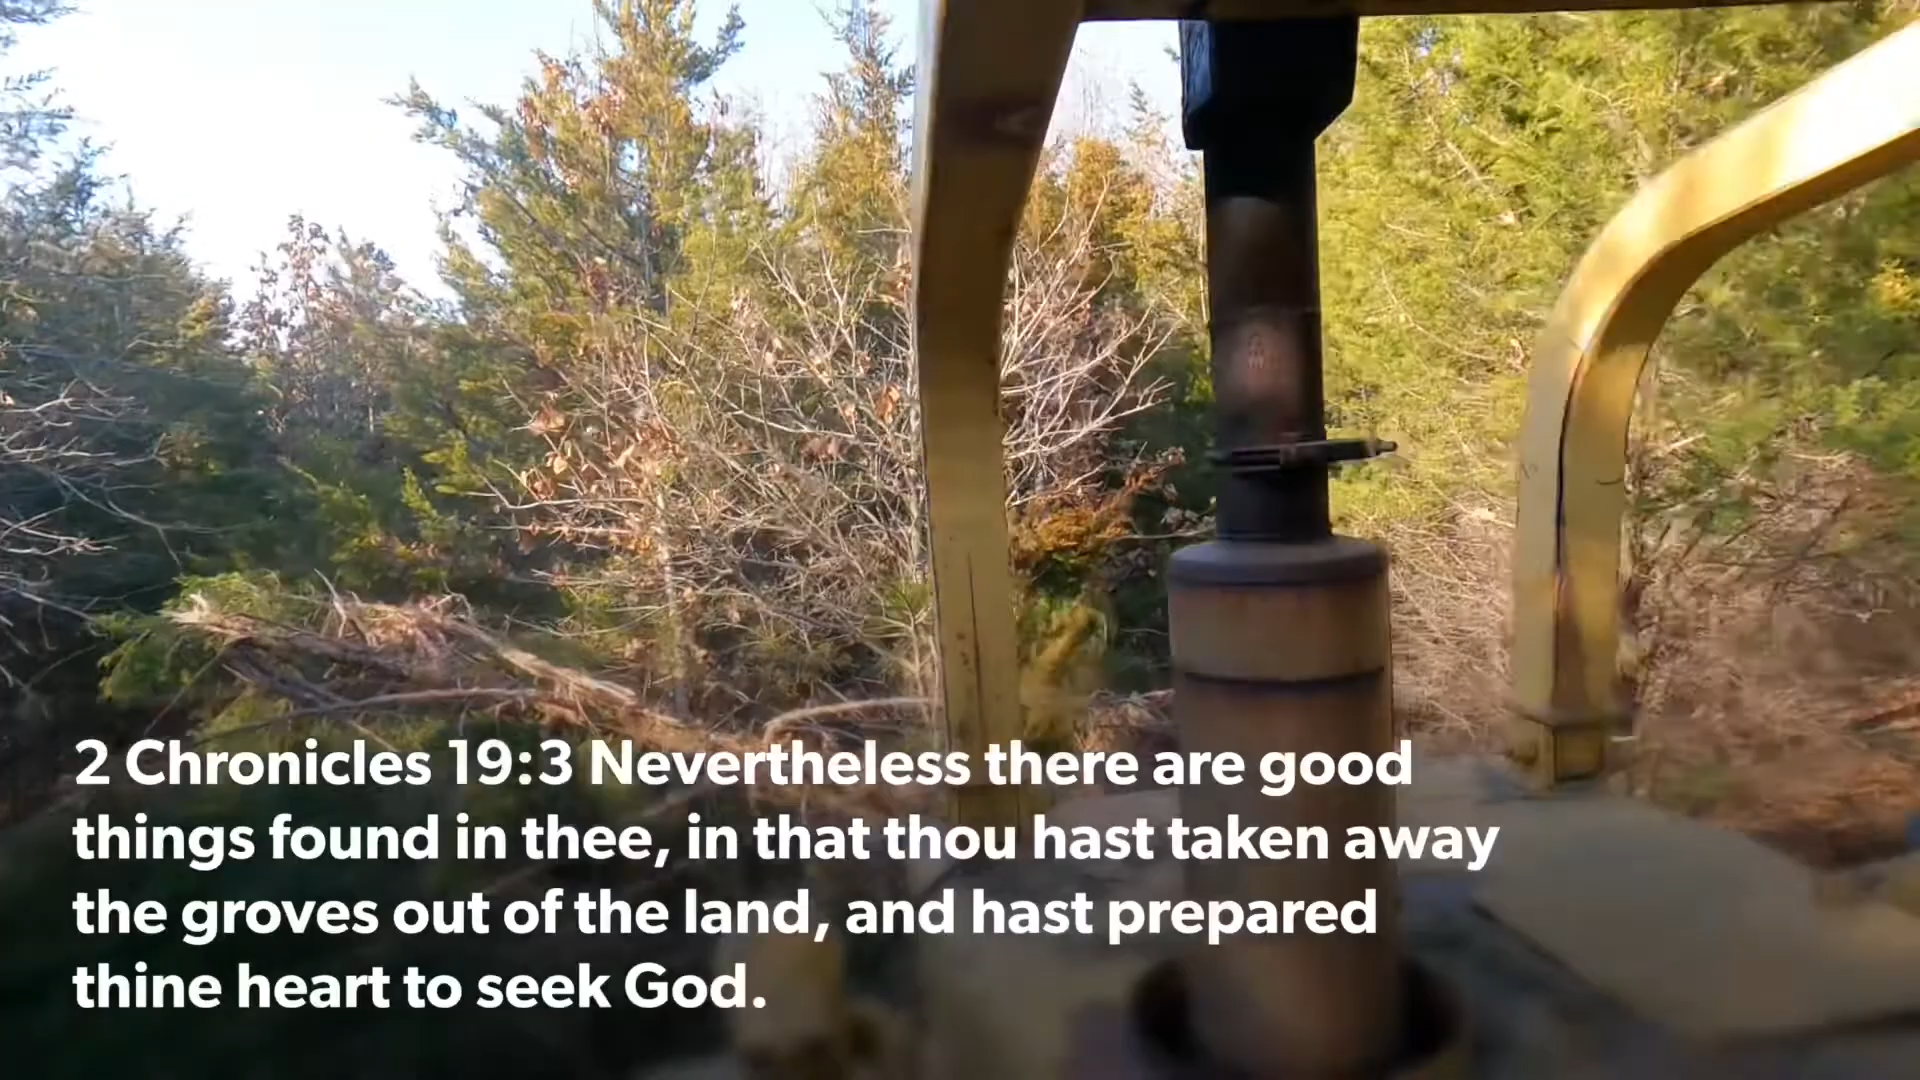 2 Chronicles 19:3 Nevertheless there are good
things found in thee, in that thou hast taken away
the groves out of the land, and hast prepared
thine heart to seek God.